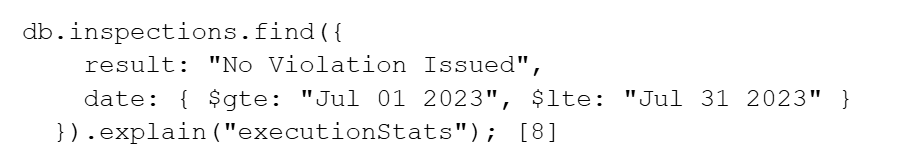 db.inspections.find({
result: "No Violation Issued",
date: { $gte: "Jul 01 2023", $lte: "Jul 31 2023" }
}).explain("executionStats"); [8]